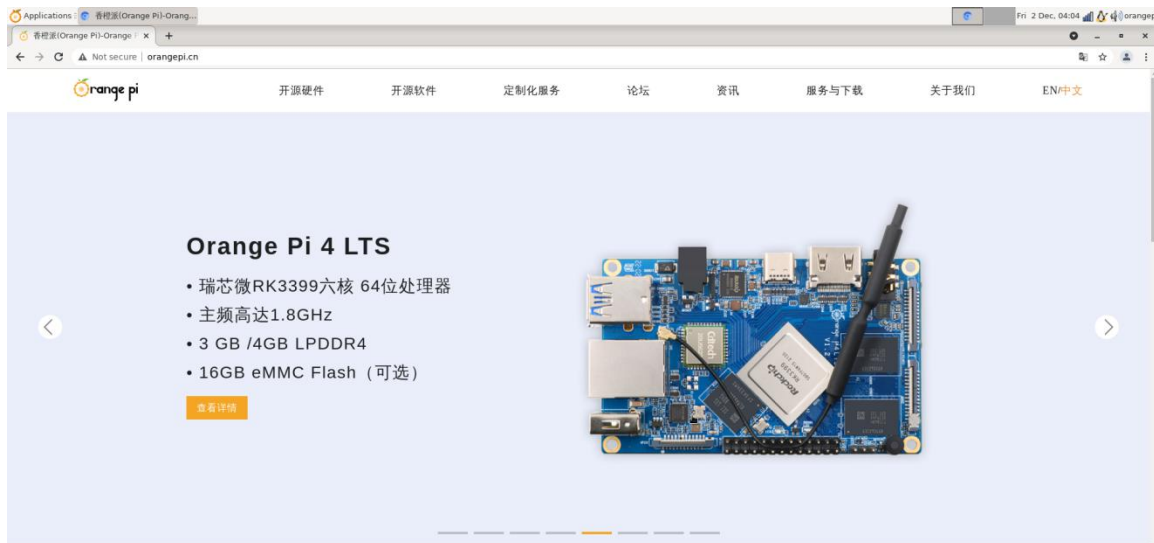 Applications
香橙派(Orange Pi)-Orang...
Fri 2 Dec, 04:04
orangep
香橙派(Orange Pi)-Orange
Not secure | orangepi.cn
Orange pi
开源硬件
开源软件
定制化服务
论坛
资讯
服务与下载
关于我们
EN/中文
Orange Pi 4 LTS
• 瑞芯微RK3399六核 64位处理器
• 主频高达1.8GHz
• 3 GB /4GB LPDDR4
• 16GB eMMC Flash（可选）
查看详情
Rockchip
RK3399